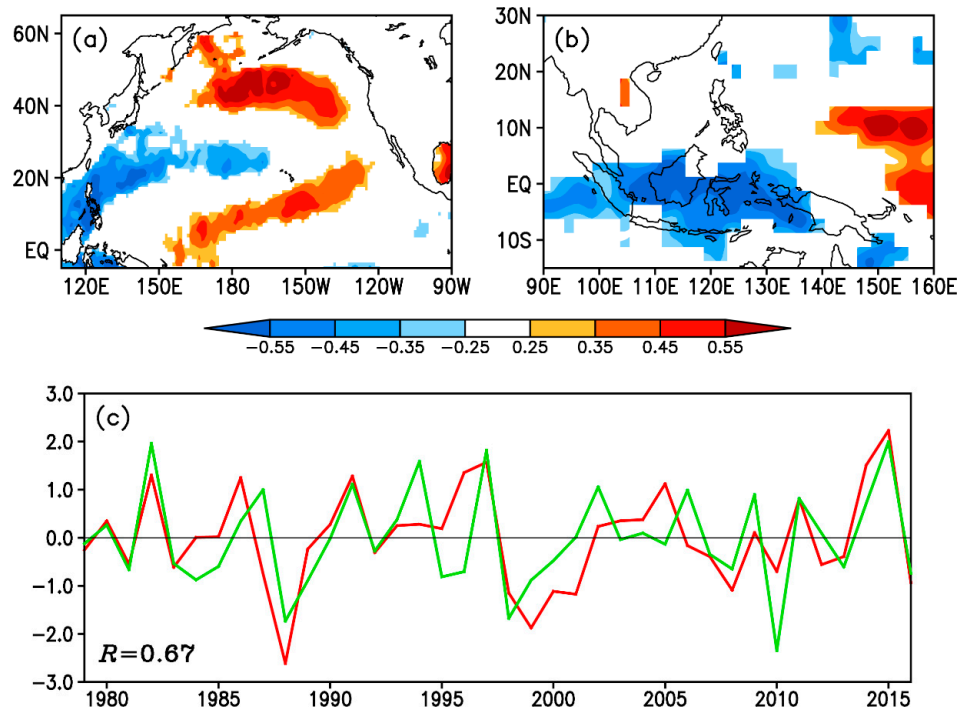 60N
(a)
40N
20N
EQ
120E 150E 180 150W 120W 90W
30N
(b)
20N
10N
EQ
10S
90E 100E 110E 120E 130E 140E 150E 160E
−0.55 −0.45 −0.35 −0.25 0.25 0.35 0.45 0.55
3.0
(c)
2.0
1.0
0.0
−1.0
−2.0
R=0.67
−3.0
1980 1985 1990 1995 2000 2005 2010 2015